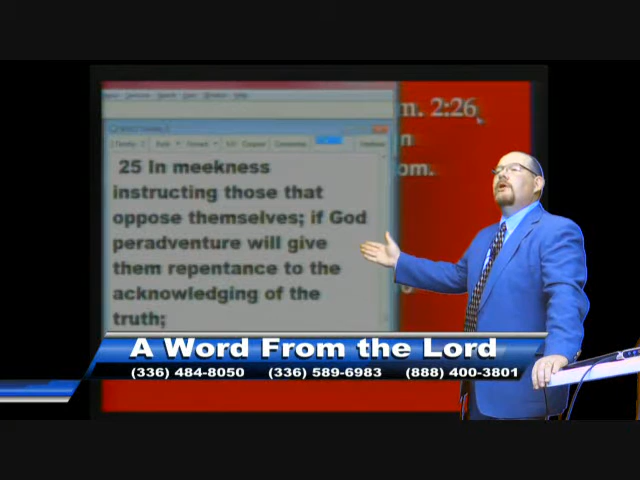 m. 2:26
om.
25 In meekness
instructing those that
oppose themselves; if God
peradventure will give
them repentance to the
acknowledging of the
truth;
A Word From the Lord
(336) 484-8050 (336) 589-6983 (888) 400-3801